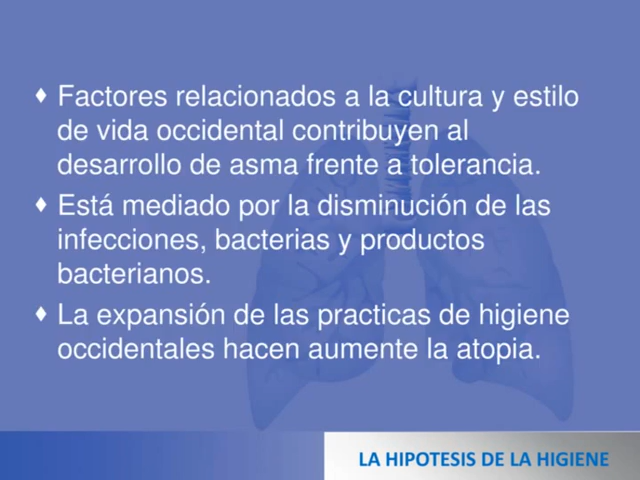 Factores relacionados a la cultura y estilo
de vida occidental contribuyen al
desarrollo de asma frente a tolerancia.
Está mediado por la disminución de las
infecciones, bacterias y productos
bacterianos.
La expansión de las practicas de higiene
occidentales hacen aumente la atopia.
LA HIPOTESIS DE LA HIGIENE